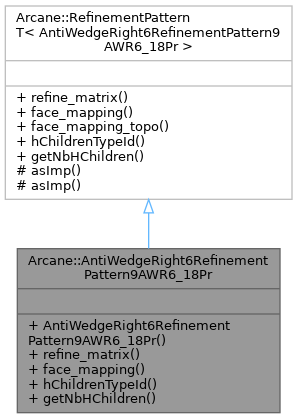 Arcane::RefinementPattern
T< AntiWedgeRight6RefinementPattern9
AWR6_18Pr >
+ refine_matrix()
+ face_mapping()
+ face_mapping_topo()
+ hChildrenTypeId()
+ getNbHChildren()
# asImp()
# asImp()
Arcane::AntiWedgeRight6Refinement
Pattern9AWR6_18Pr
+ AntiWedgeRight6Refinement
Pattern9AWR6_18Pr()
+ refine_matrix()
+ face_mapping()
+ hChildrenTypeId()
+ getNbHChildren()